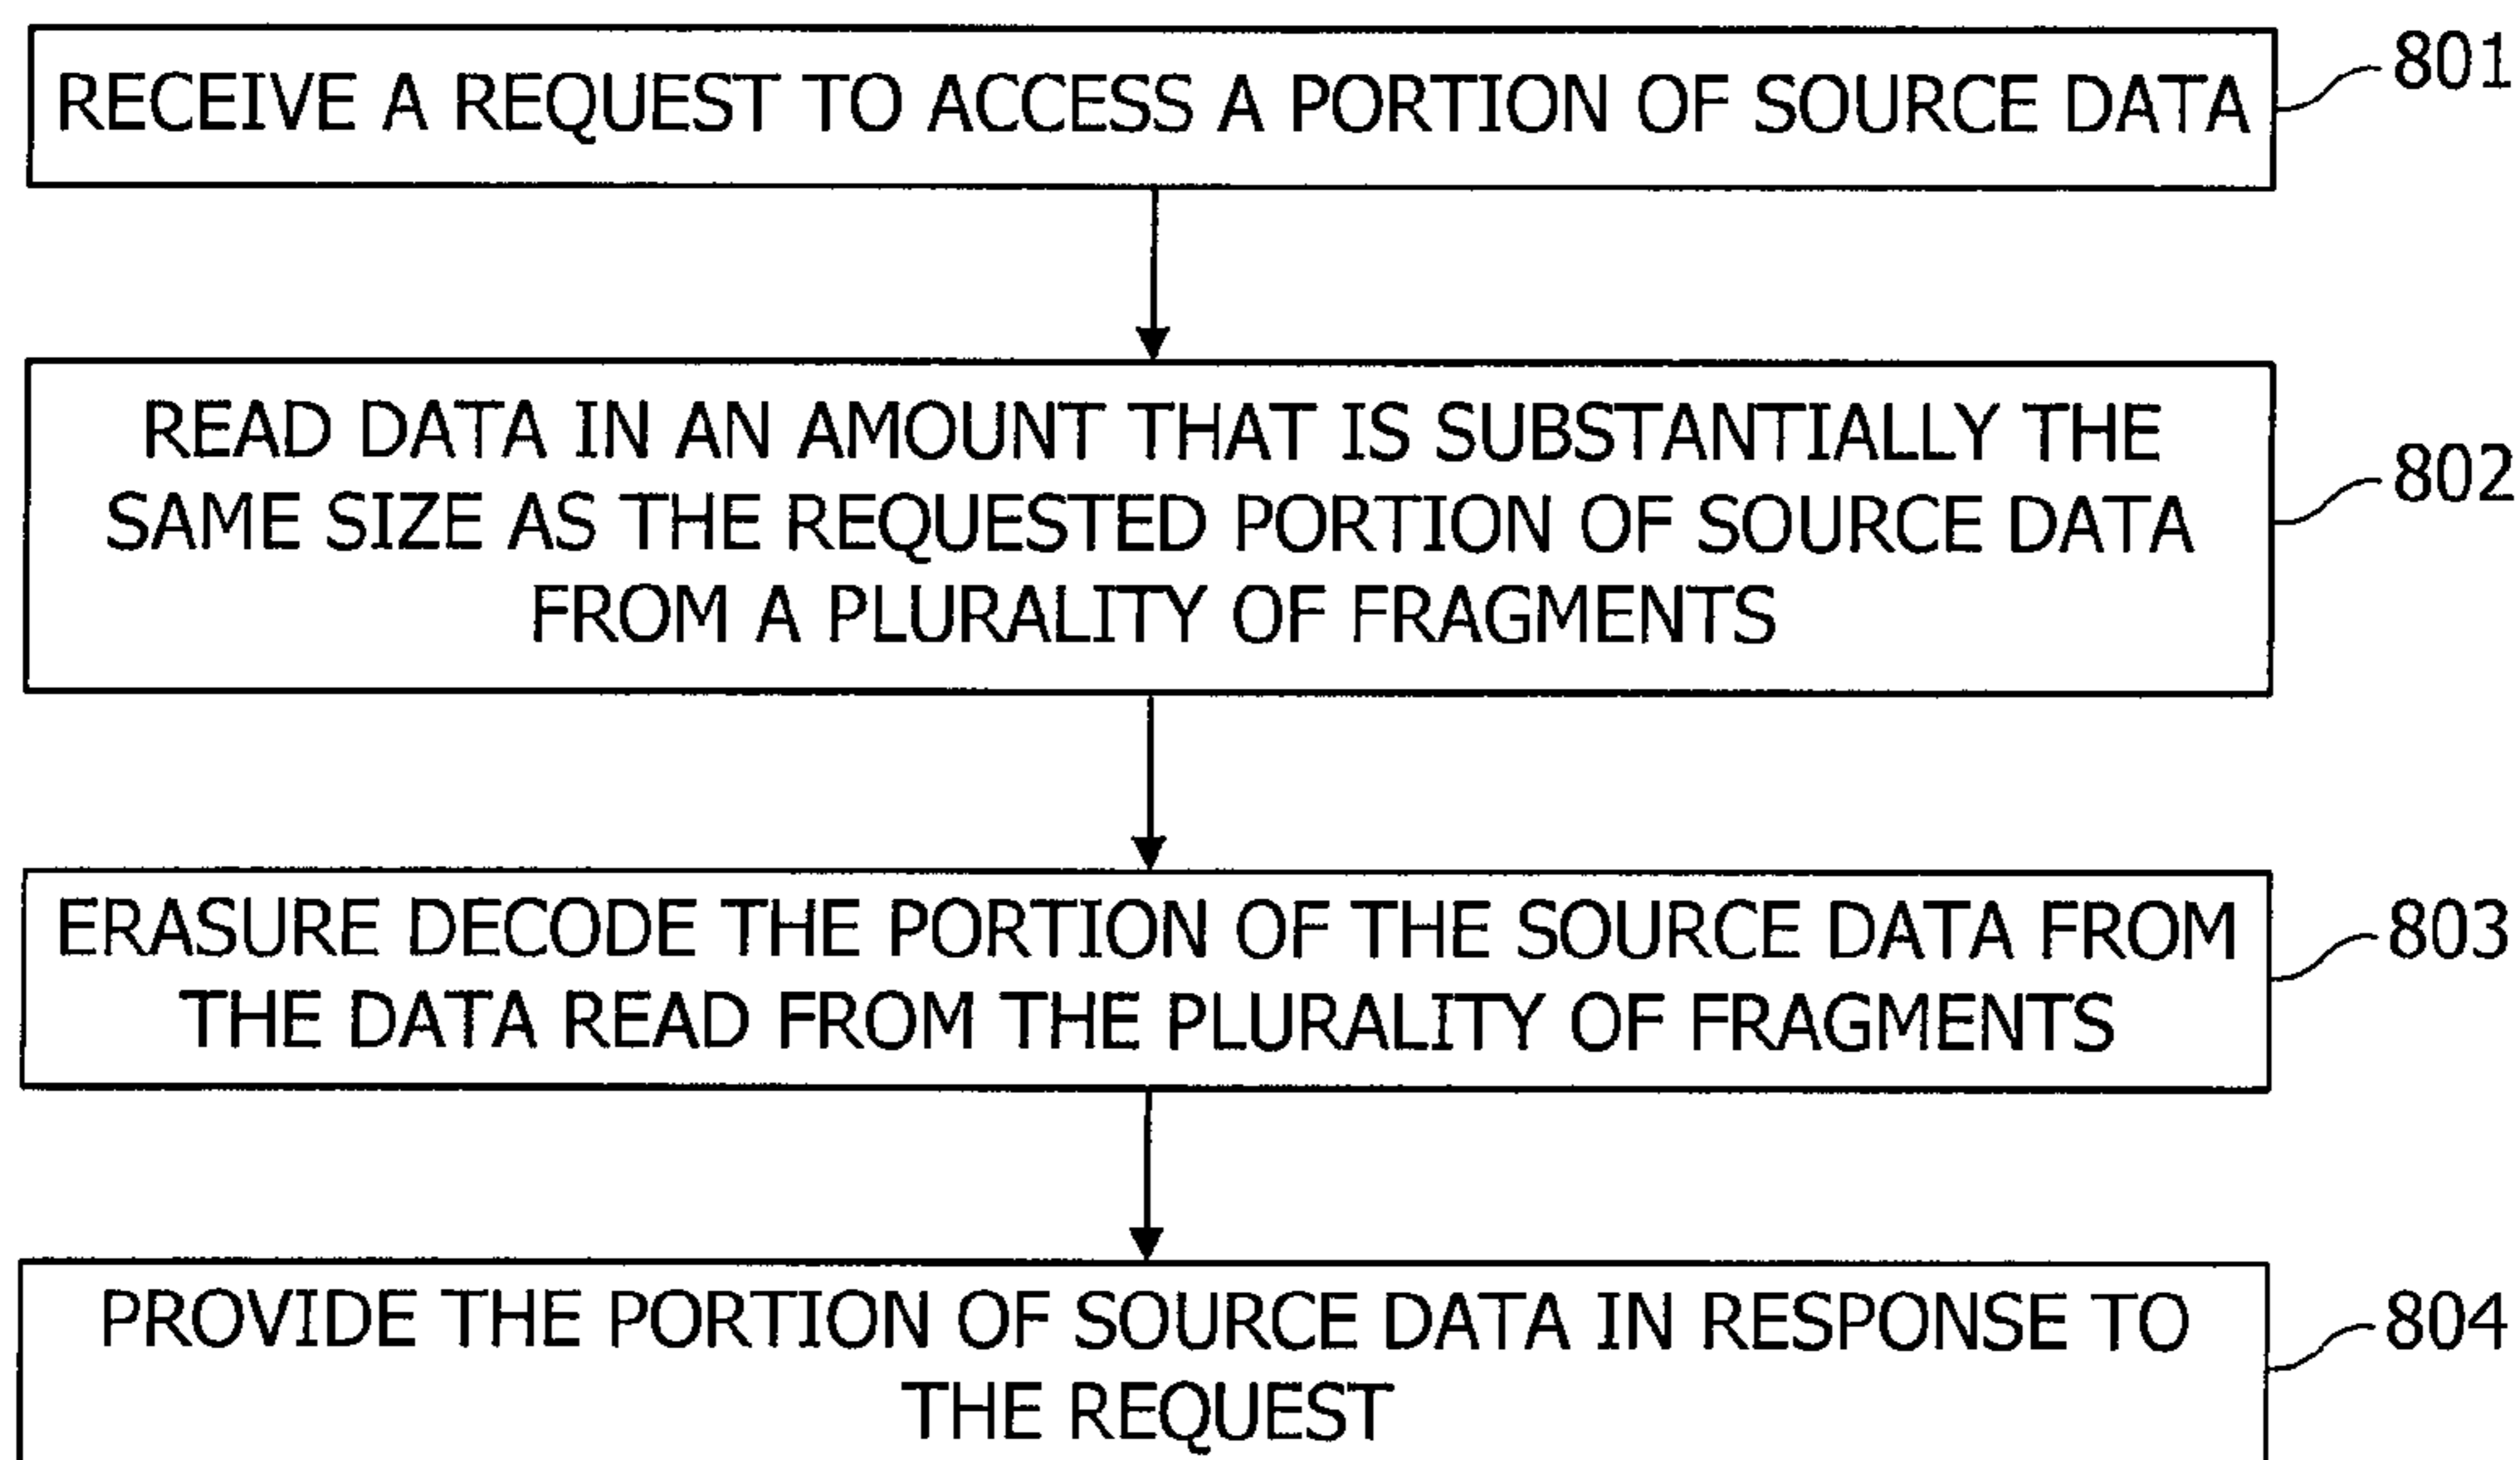 RECEIVE A REQUEST TO ACCESS A PORTION OF SOURCE DATA
801
READ DATA IN AN AMOUNT THAT IS SUBSTANTIALLY THE
SAME SIZE AS THE REQUESTED PORTION OF SOURCE DATA
FROM A PLURALITY OF FRAGMENTS
802
ERASURE DECODE THE PORTION OF THE SOURCE DATA FROM
THE DATA READ FROM THE PLURALITY OF FRAGMENTS
803
PROVIDE THE PORTION OF SOURCE DATA IN RESPONSE TO
THE REQUEST
804